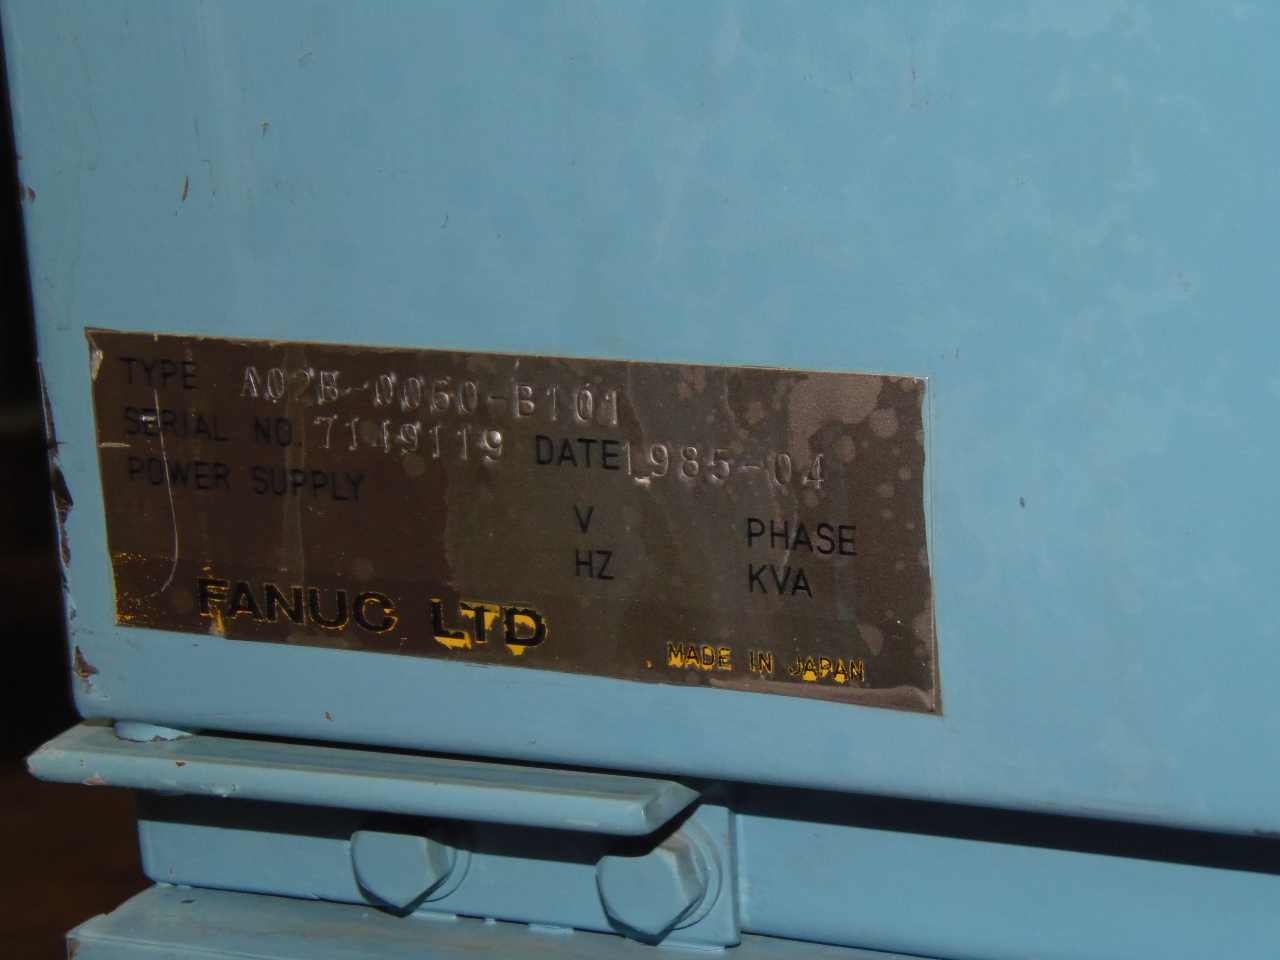 TYPE A02B-0060-B101
SERIAL NO. 7149119 DATE 1985-04
POWER SUPPLY
V PHASE
HZ KVA
FANUC LTD
MADE IN JAPAN